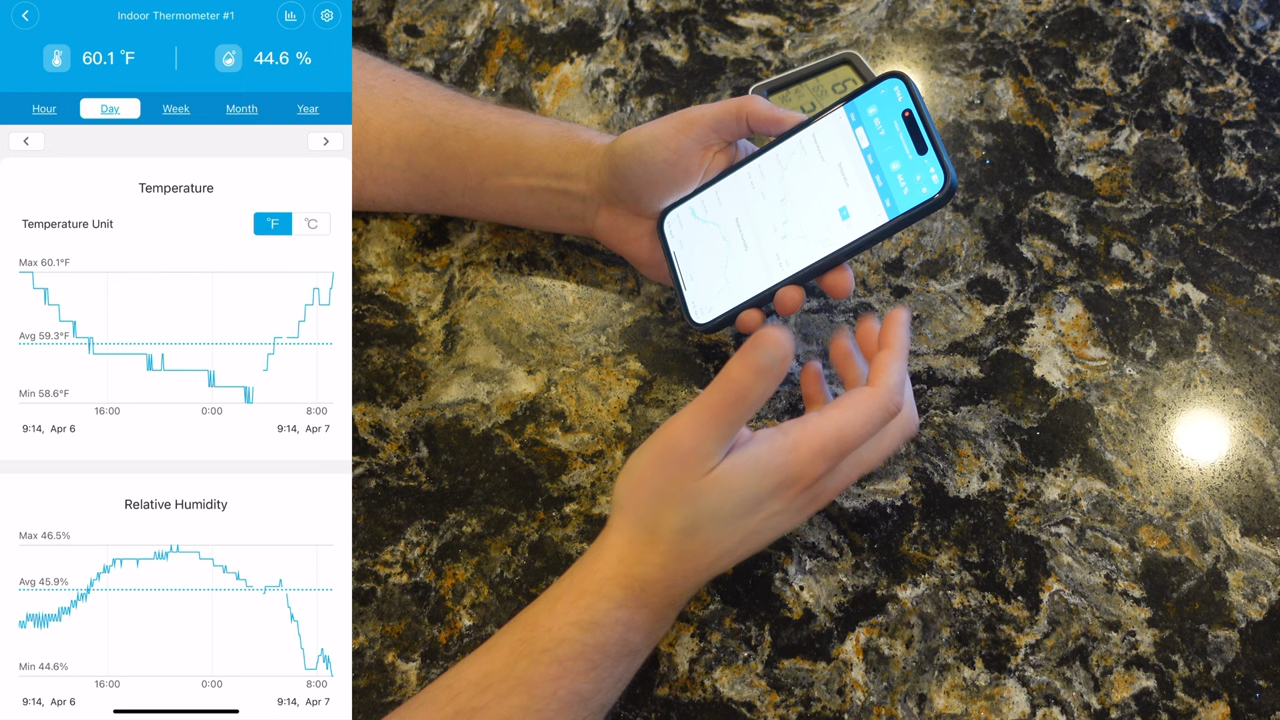 Indoor Thermometer #1
60.1 °F
44.6 %
Hour Day Week Month Year
Temperature
Temperature Unit
°F °C
Max 60.1°F
Avg 59.3°F
Min 58.6°F
16:00 0:00 8:00
9:14, Apr 6 9:14, Apr 7
Relative Humidity
Max 46.5%
Avg 45.9%
Min 44.6%
16:00 0:00 8:00
9:14, Apr 6 9:14, Apr 7